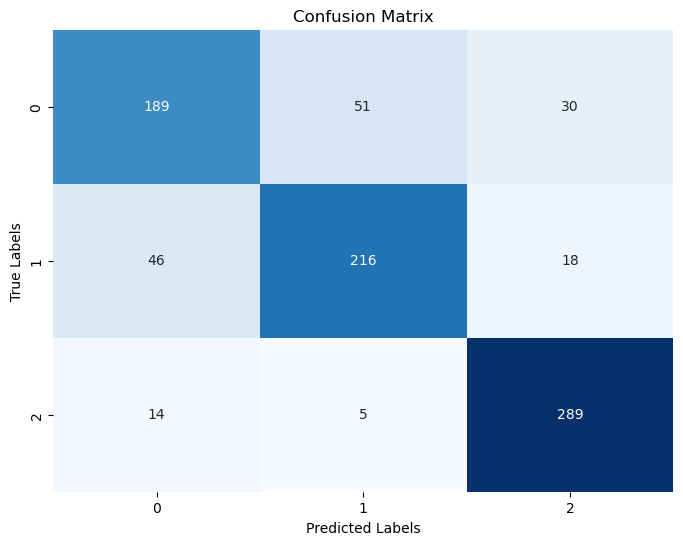 Confusion Matrix
True Labels
0
189 51 30
1
46 216 18
2
14 5 289
0 1 2
Predicted Labels